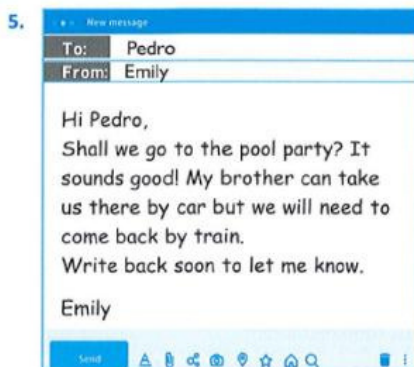 5.
New message
To: Pedro
From: Emily
Hi Pedro,
Shall we go to the pool party? It
sounds good! My brother can take
us there by car but we will need to
come back by train.
Write back soon to let me know.
Emily
Send